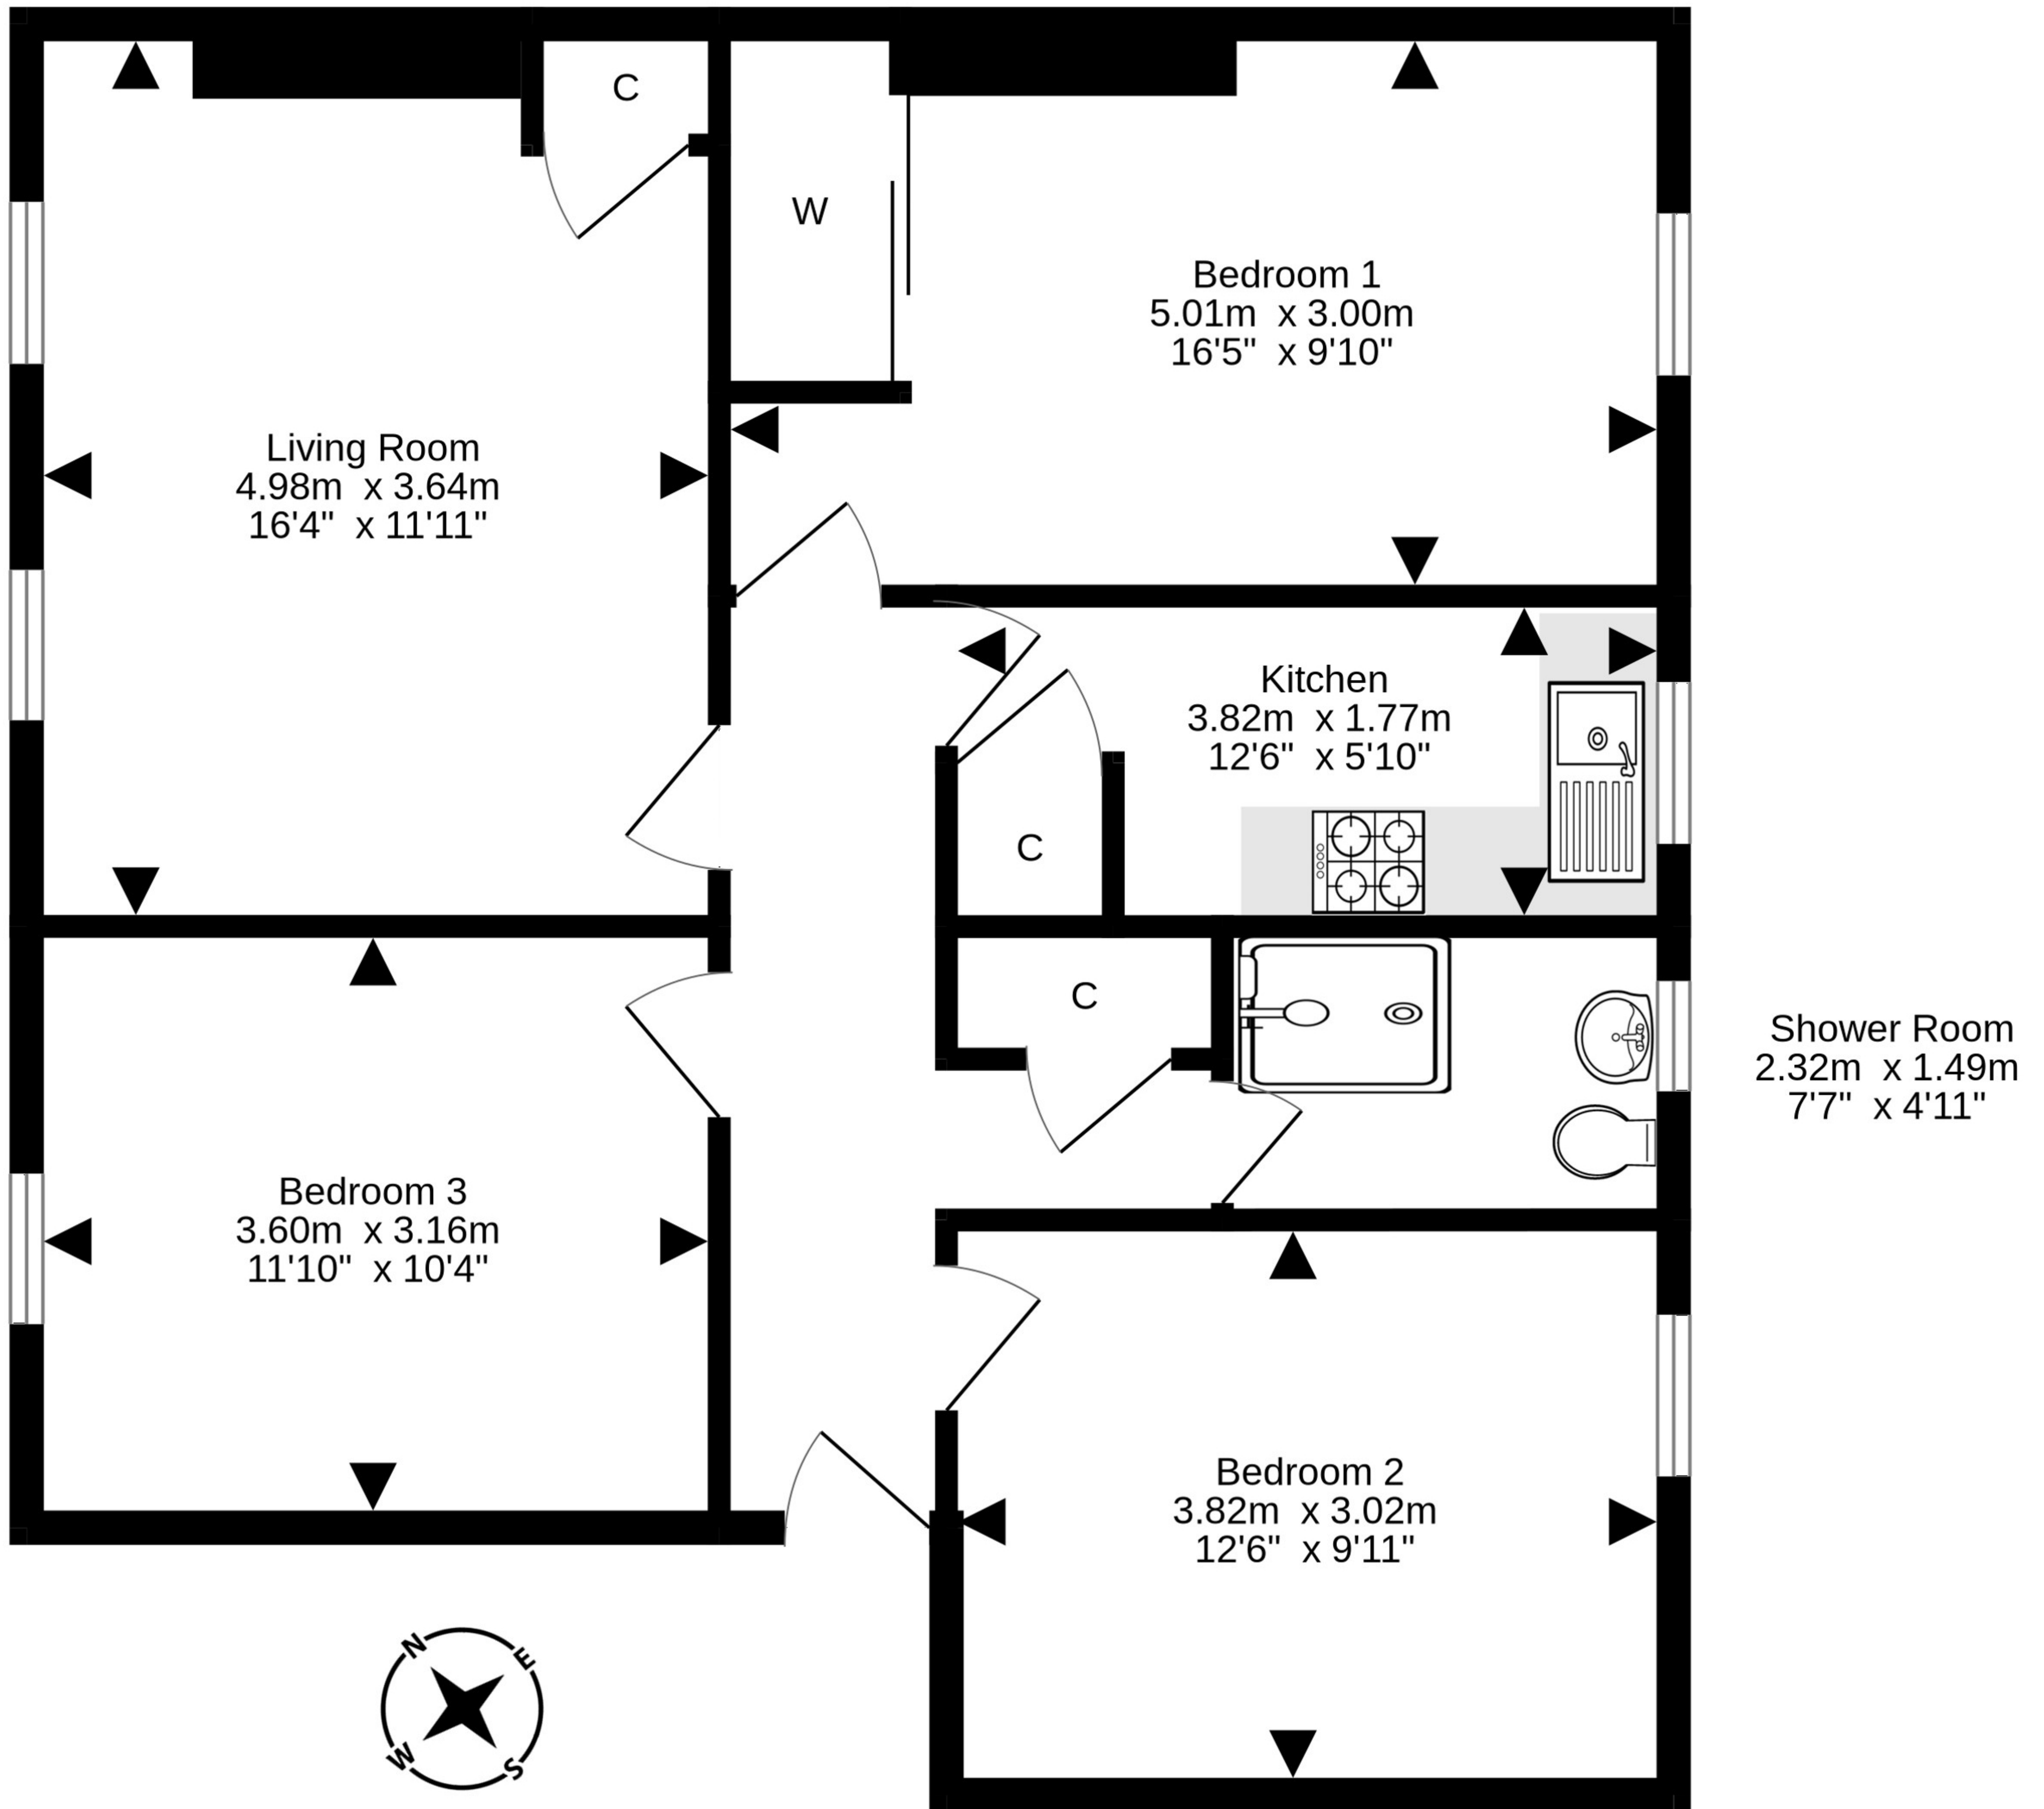 C
W
Bedroom 1
5.01m x 3.00m
16'5" x 9'10"
Living Room
4.98m x 3.64m
16'4" x 11'11"
Kitchen
3.82m x 1.77m
12'6" x 5'10"
C
C
Shower Room
2.32m x 1.49m
7'7" x 4'11"
Bedroom 3
3.60m x 3.16m
11'10" x 10'4"
Bedroom 2
3.82m x 3.02m
12'6" x 9'11"
N
E
W
S